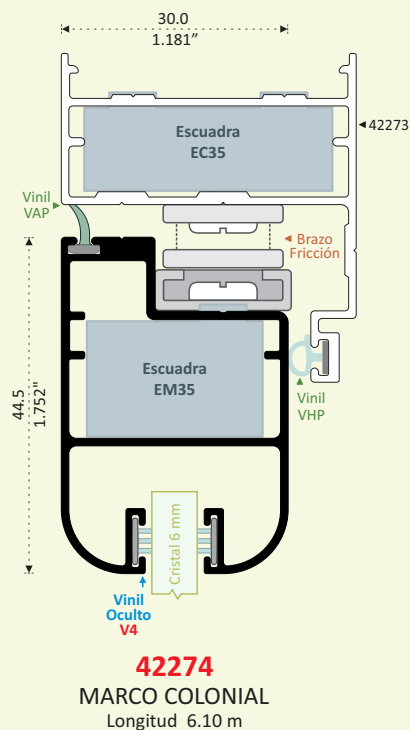 30.0
1.181”
Escuadra
EC35
42273
Vinil
VAP
Brazo
Fricción
44.5
1.752"
Escuadra
EM35
Vinil
VHP
Cristal 6 mm
Vinil
Oculto
V4
42274
MARCO COLONIAL
Longitud 6.10 m